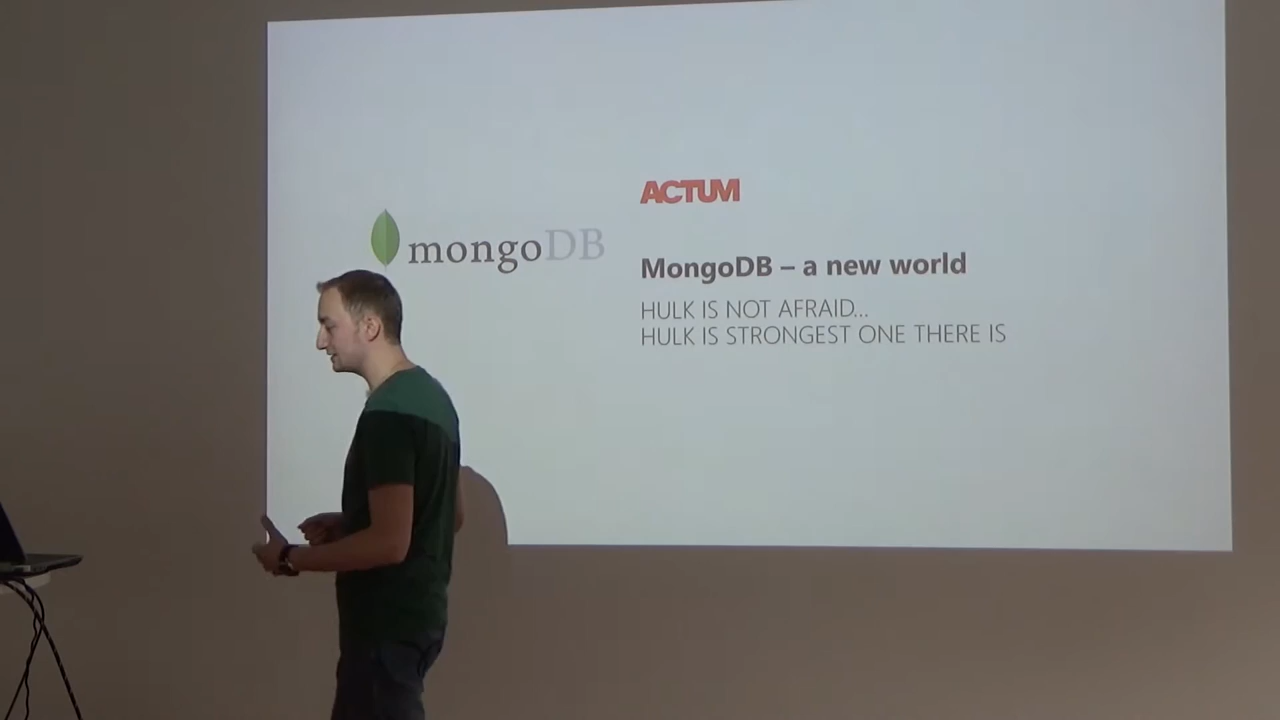 mongoDB
ACTUM
MongoDB – a new world
HULK IS NOT AFRAID...
HULK IS STRONGEST ONE THERE IS